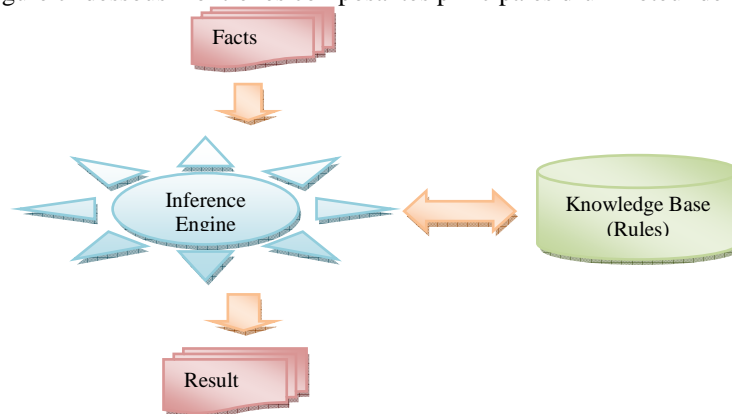 Facts
Inference
Engine
Knowledge Base
(Rules)
Result